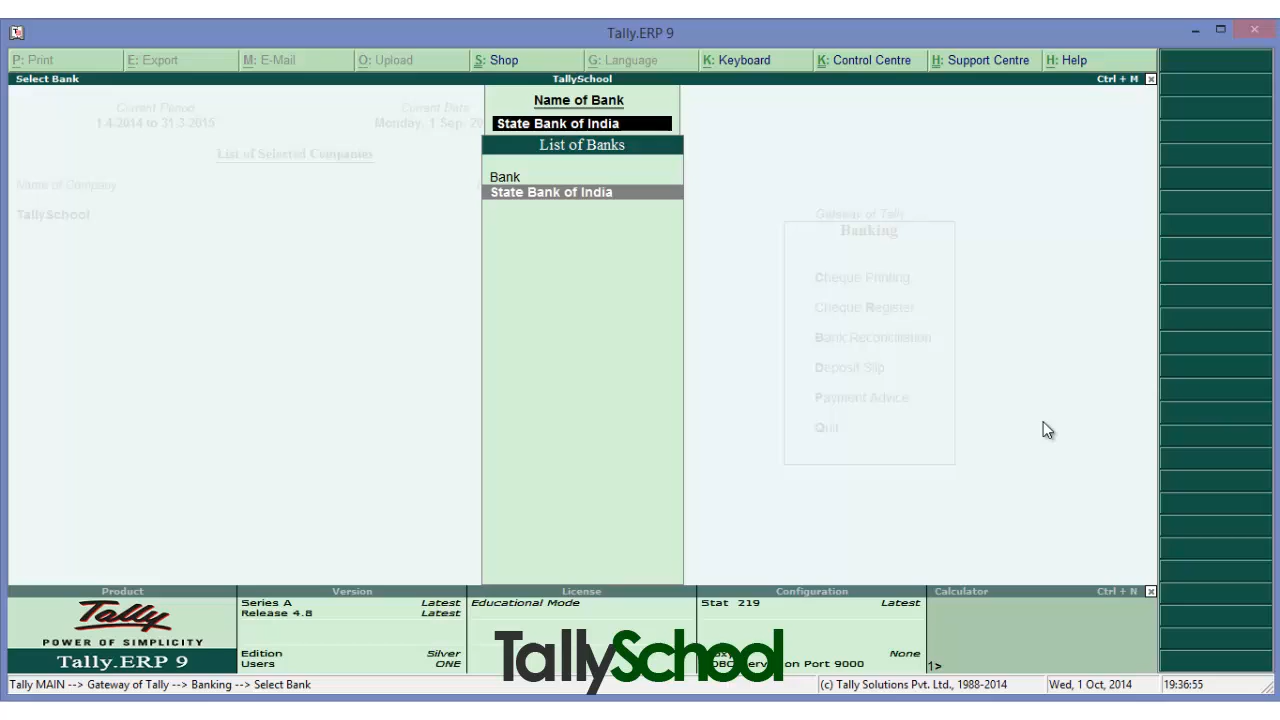 Tally.ERP 9
P: Print E: Export M: E-Mail O: Upload S: Shop G: Language K: Keyboard K: Control Centre H: Support Centre H: Help
Select Bank TallySchool Ctrl + M
Current Period Current Date
1-4-2014 to 31-3-2015 Monday, 1 Sep, 20
List of Selected Companies
Name of Company
TallySchool
Name of Bank
State Bank of India
List of Banks
Bank
State Bank of India
Gateway of Tally
Banking
Cheque Printing
Cheque Register
Bank Reconciliation
Deposit Slip
Payment Advice
Quit
Product Version License Configuration Calculator Ctrl + N
Tally
POWER OF SIMPLICITY
Tally.ERP 9
Series A Latest
Release 4.8 Latest
Edition Silver
Users ONE
Educational Mode
Stat 219 Latest
None
on Port 9000
1>
TallySchool
Tally MAIN --> Gateway of Tally --> Banking --> Select Bank (c) Tally Solutions Pvt. Ltd., 1988-2014 Wed, 1 Oct, 2014 19:36:55